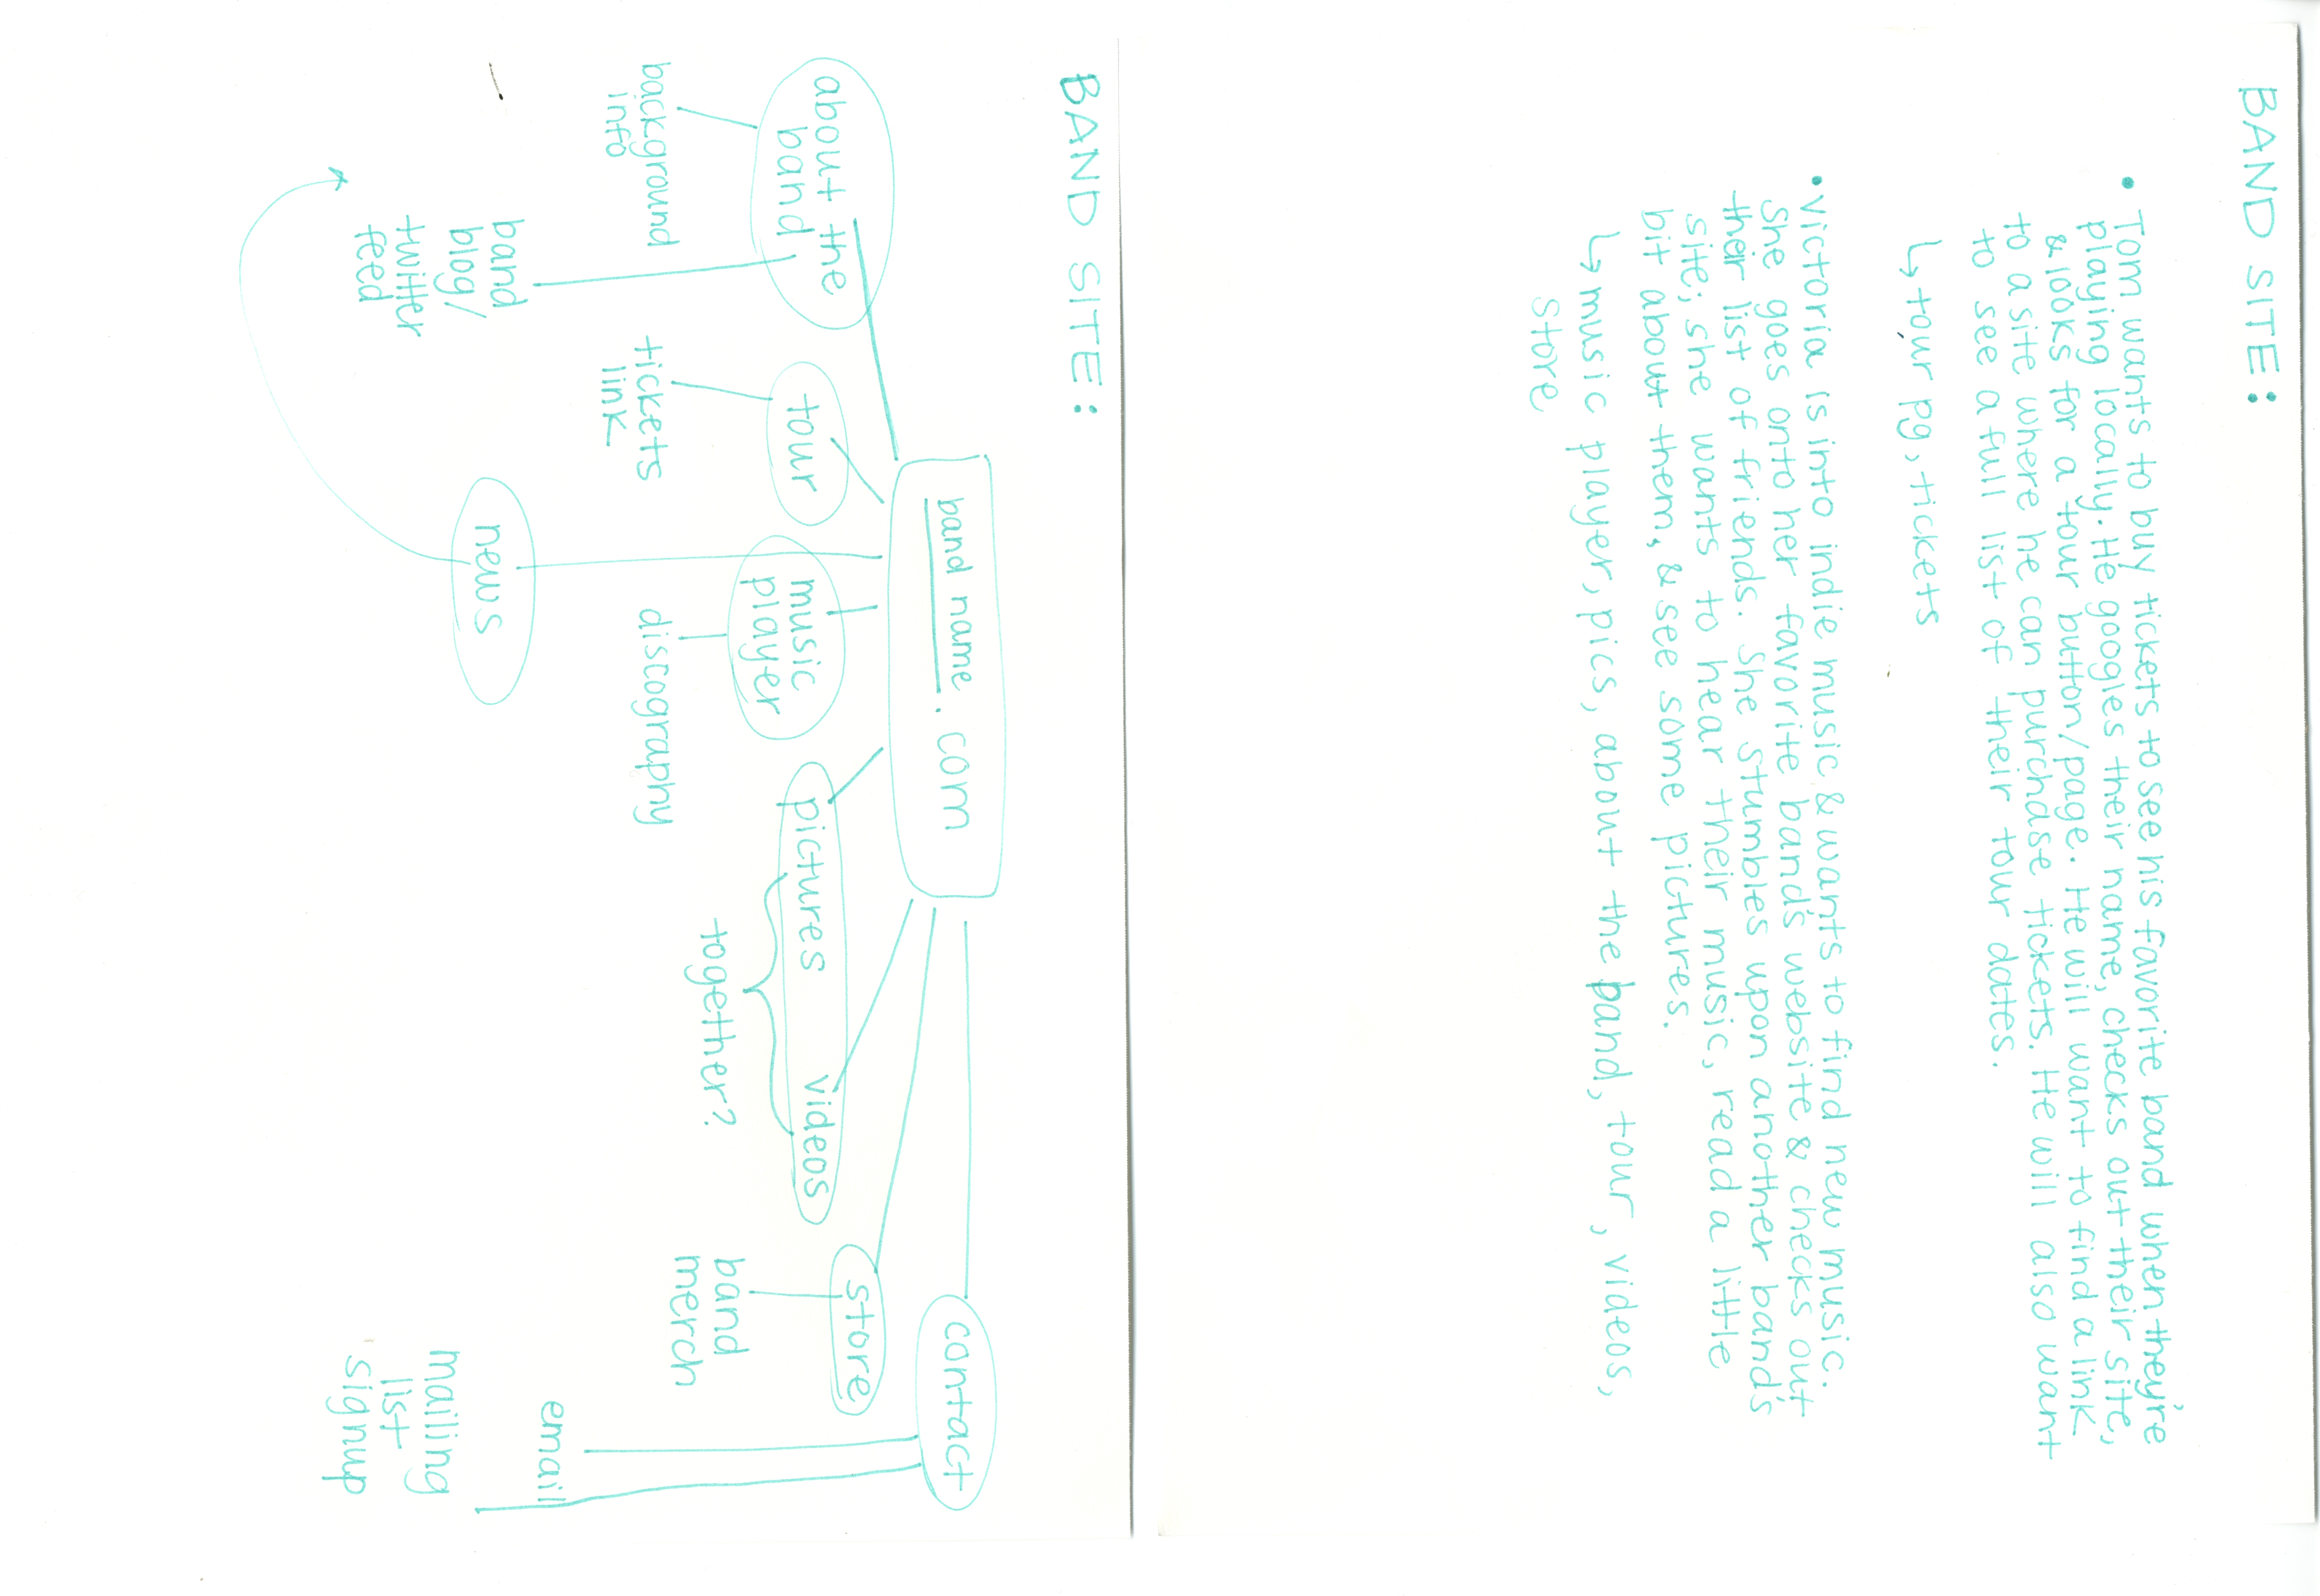 BAND SITE:
• Tom wants to buy tickets to see his favorite band when they're
playing locally. He googles their name, checks out their site,
& looks for a tour button/page. He will want to find a link
to a site where he can purchase tickets. He will also want
to see a full list of their tour dates.
↳ tour pg, tickets
• Victoria is into indie music & wants to find new music.
She goes onto her favorite band's website & checks out
their list of friends. She stumbles upon another band's
site; she wants to hear their music, read a little
bit about them, & see some pictures.
↳ music player, pics, about the band, tour, videos,
store
BAND SITE:
band name . com
about the
band
background
info
band
blog/
twitter
feed
tour
tickets
link
news
music
player
discography
pictures videos
together?
store
band
merch
contact
email
mailing
list
signup